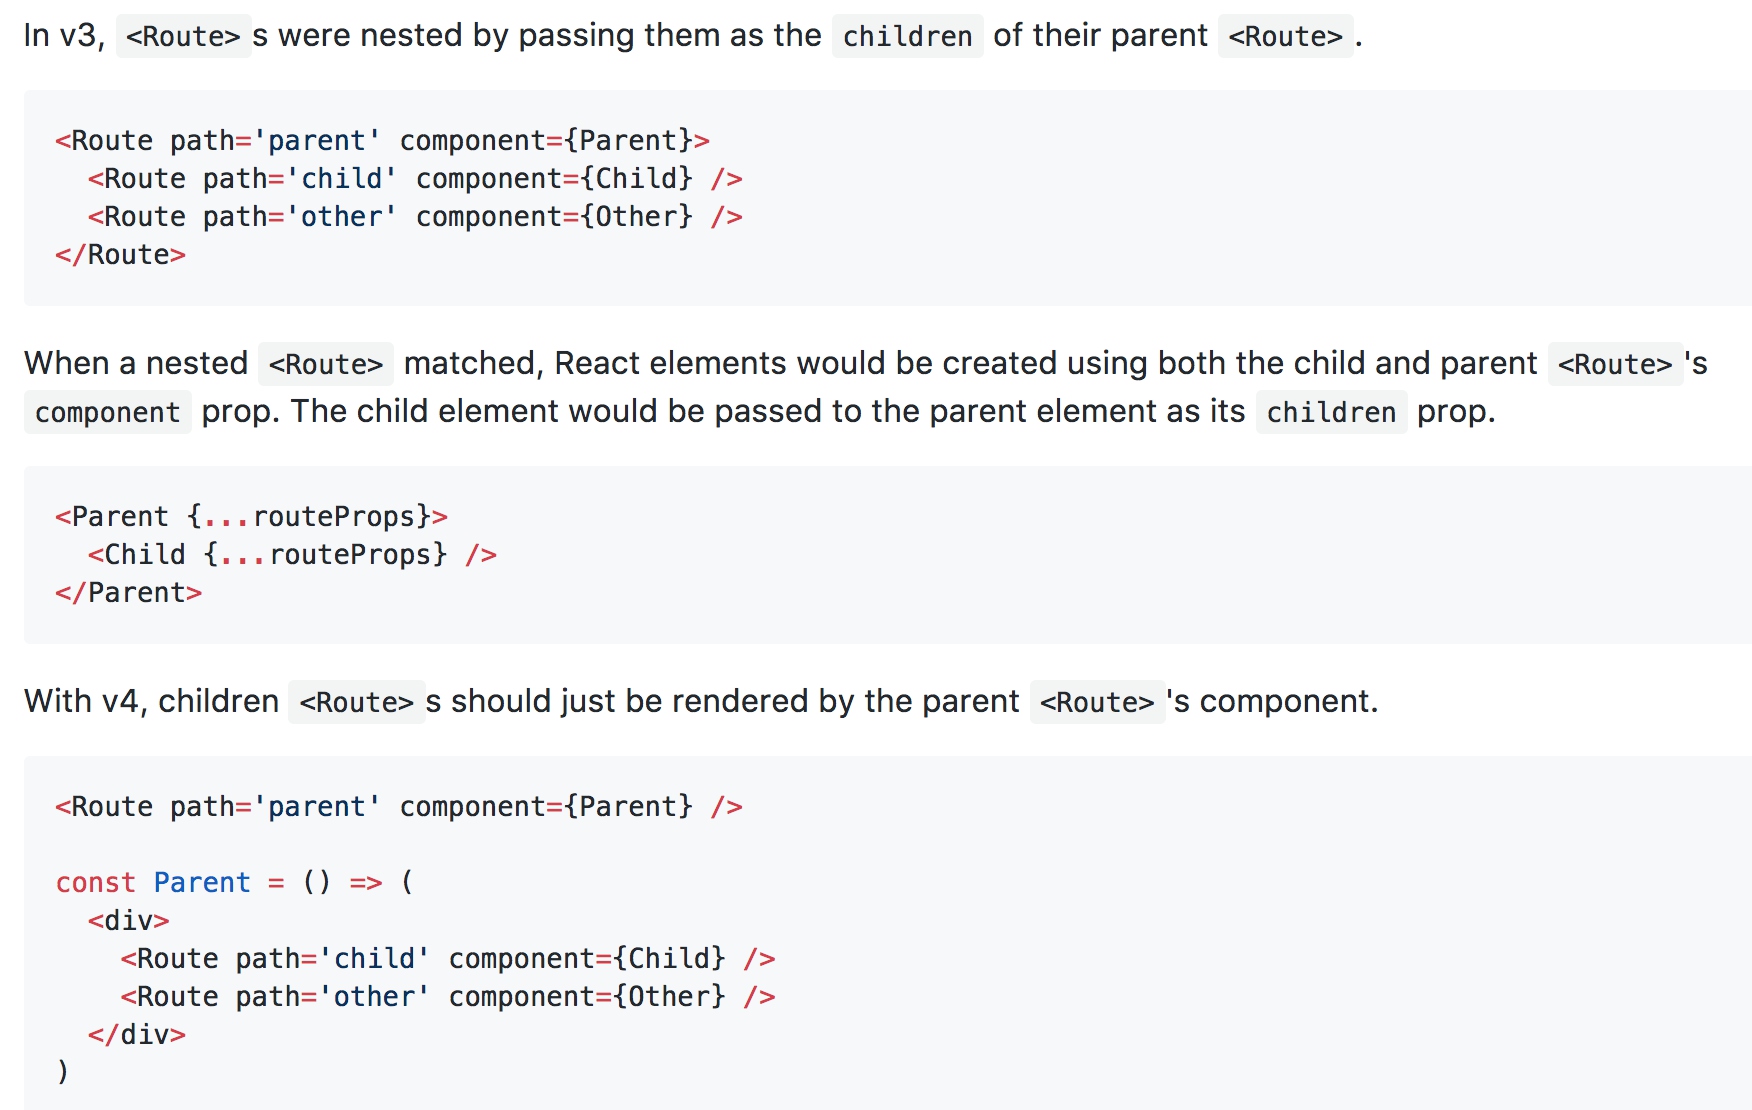 In v3, <Route>s were nested by passing them as the children of their parent <Route>.
<Route path='parent' component={Parent}>
  <Route path='child' component={Child} />
  <Route path='other' component={Other} />
</Route>
When a nested <Route> matched, React elements would be created using both the child and parent <Route>'s
component prop. The child element would be passed to the parent element as its children prop.
<Parent {...routeProps}>
  <Child {...routeProps} />
</Parent>
With v4, children <Route>s should just be rendered by the parent <Route>'s component.
<Route path='parent' component={Parent} />
const Parent = () => (
  <div>
    <Route path='child' component={Child} />
    <Route path='other' component={Other} />
  </div>
)